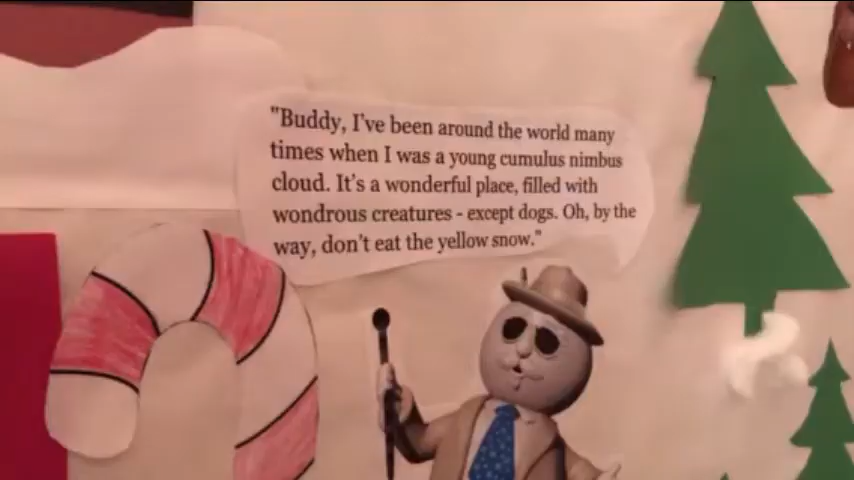 "Buddy, I've been around the world many
times when I was a young cumulus nimbus
cloud. It's a wonderful place, filled with
wondrous creatures - except dogs. Oh, by the
way, don't eat the yellow snow."